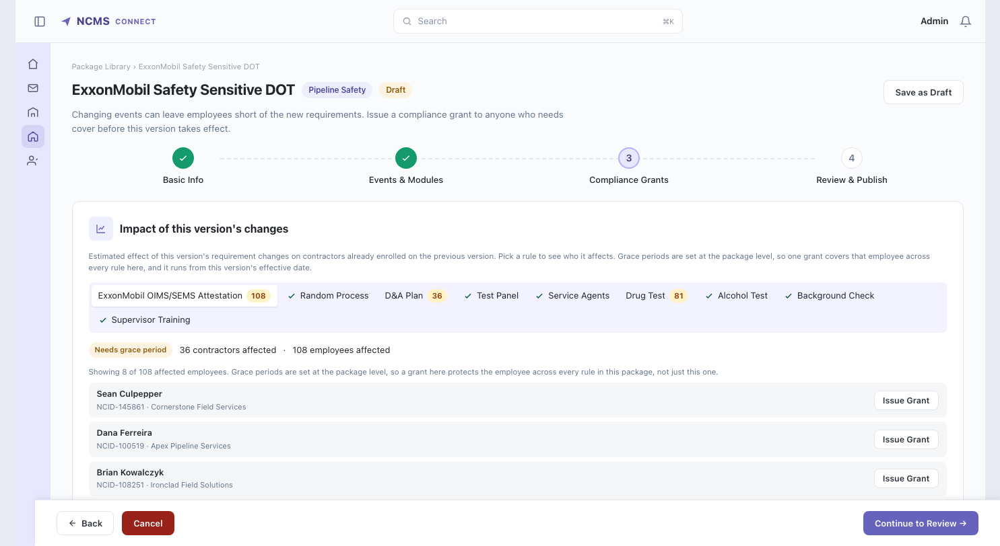 NCMS CONNECT
Search
⌘K
Admin
Package Library › ExxonMobil Safety Sensitive DOT
ExxonMobil Safety Sensitive DOT
Pipeline Safety
Draft
Save as Draft
Changing events can leave employees short of the new requirements. Issue a compliance grant to anyone who needs
cover before this version takes effect.
3
4
Basic Info
Events & Modules
Compliance Grants
Review & Publish
Impact of this version's changes
Estimated effect of this version's requirement changes on contractors already enrolled on the previous version. Pick a rule to see who it affects. Grace periods are set at the package level, so one grant covers that employee across
every rule here, and it runs from this version's effective date.
ExxonMobil OIMS/SEMS Attestation 108
Random Process
D&A Plan 36
Test Panel
Service Agents
Drug Test 81
Alcohol Test
Background Check
Supervisor Training
Needs grace period
36 contractors affected · 108 employees affected
Showing 8 of 108 affected employees. Grace periods are set at the package level, so a grant here protects the employee across every rule in this package, not just this one.
Sean Culpepper
NCID-145861 · Cornerstone Field Services
Issue Grant
Dana Ferreira
NCID-100519 · Apex Pipeline Services
Issue Grant
Brian Kowalczyk
NCID-108251 · Ironclad Field Solutions
Issue Grant
← Back
Cancel
Continue to Review →